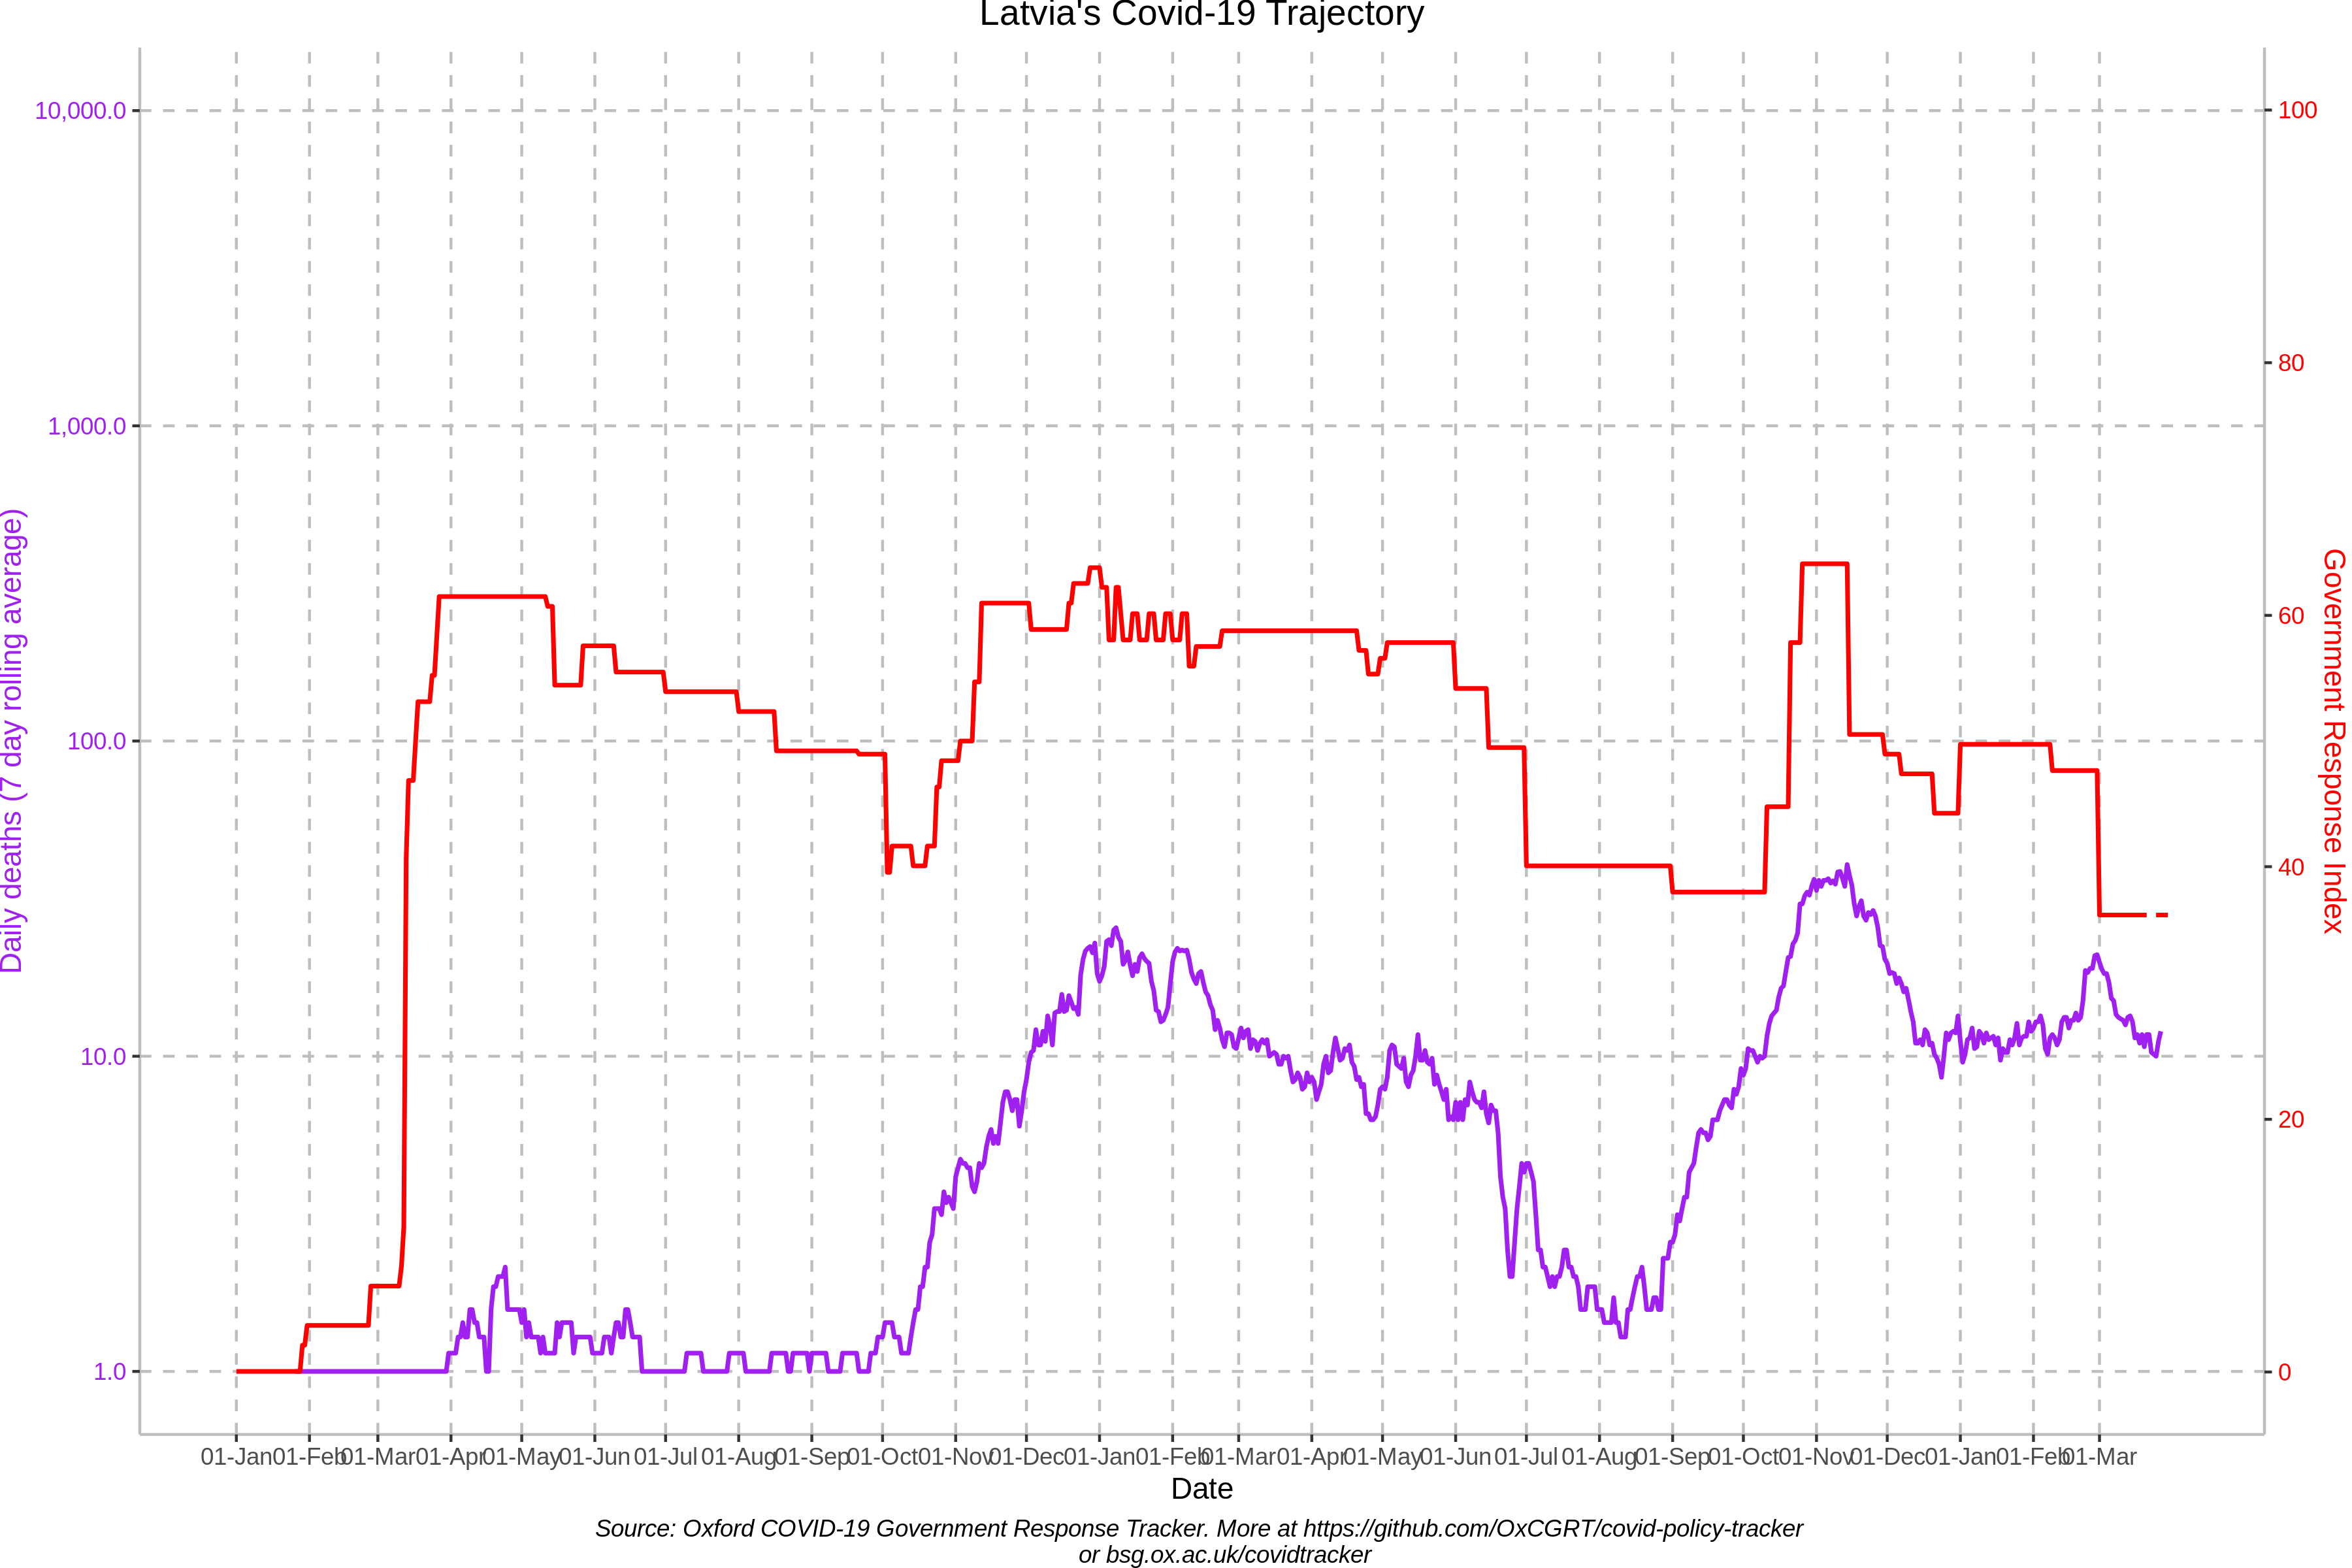 Latvia's Covid-19 Trajectory
10,000.0
1,000.0
100.0
10.0
1.0
Daily deaths (7 day rolling average)
100
80
60
40
20
0
Government Response Index
01-Jan 01-Feb 01-Mar 01-Apr 01-May 01-Jun 01-Jul 01-Aug 01-Sep 01-Oct 01-Nov 01-Dec 01-Jan 01-Feb 01-Mar 01-Apr 01-May 01-Jun 01-Jul 01-Aug 01-Sep 01-Oct 01-Nov 01-Dec 01-Jan 01-Feb 01-Mar
Date
Source: Oxford COVID-19 Government Response Tracker. More at https://github.com/OxCGRT/covid-policy-tracker
or bsg.ox.ac.uk/covidtracker